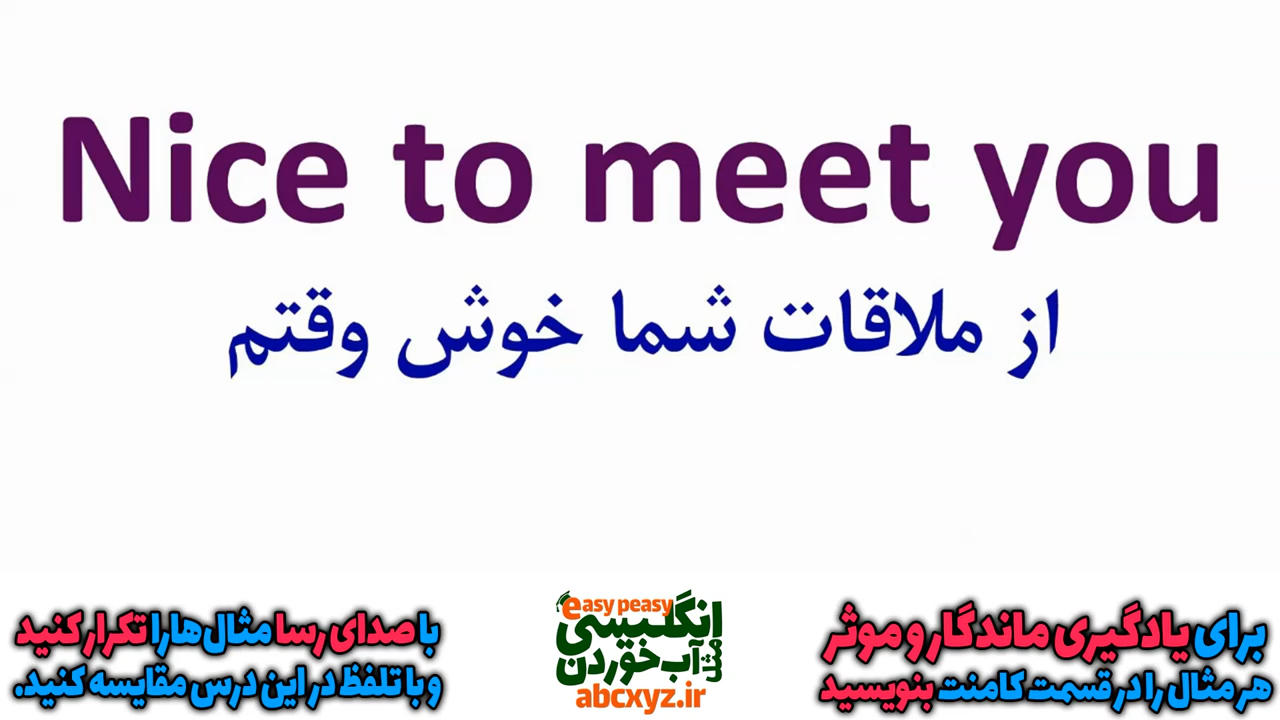 Nice to meet you
از ملاقات شما خوش وقتم
برای یادگیری ماندگار و موثر
هر مثال را در قسمت کامنت بنویسید
easy peasy
انگلیسی
مثل آب خوردن
abcxyz.ir
با صدای رسا مثال‌ها را تکرار کنید
و با تلفظ در این درس مقایسه کنید.